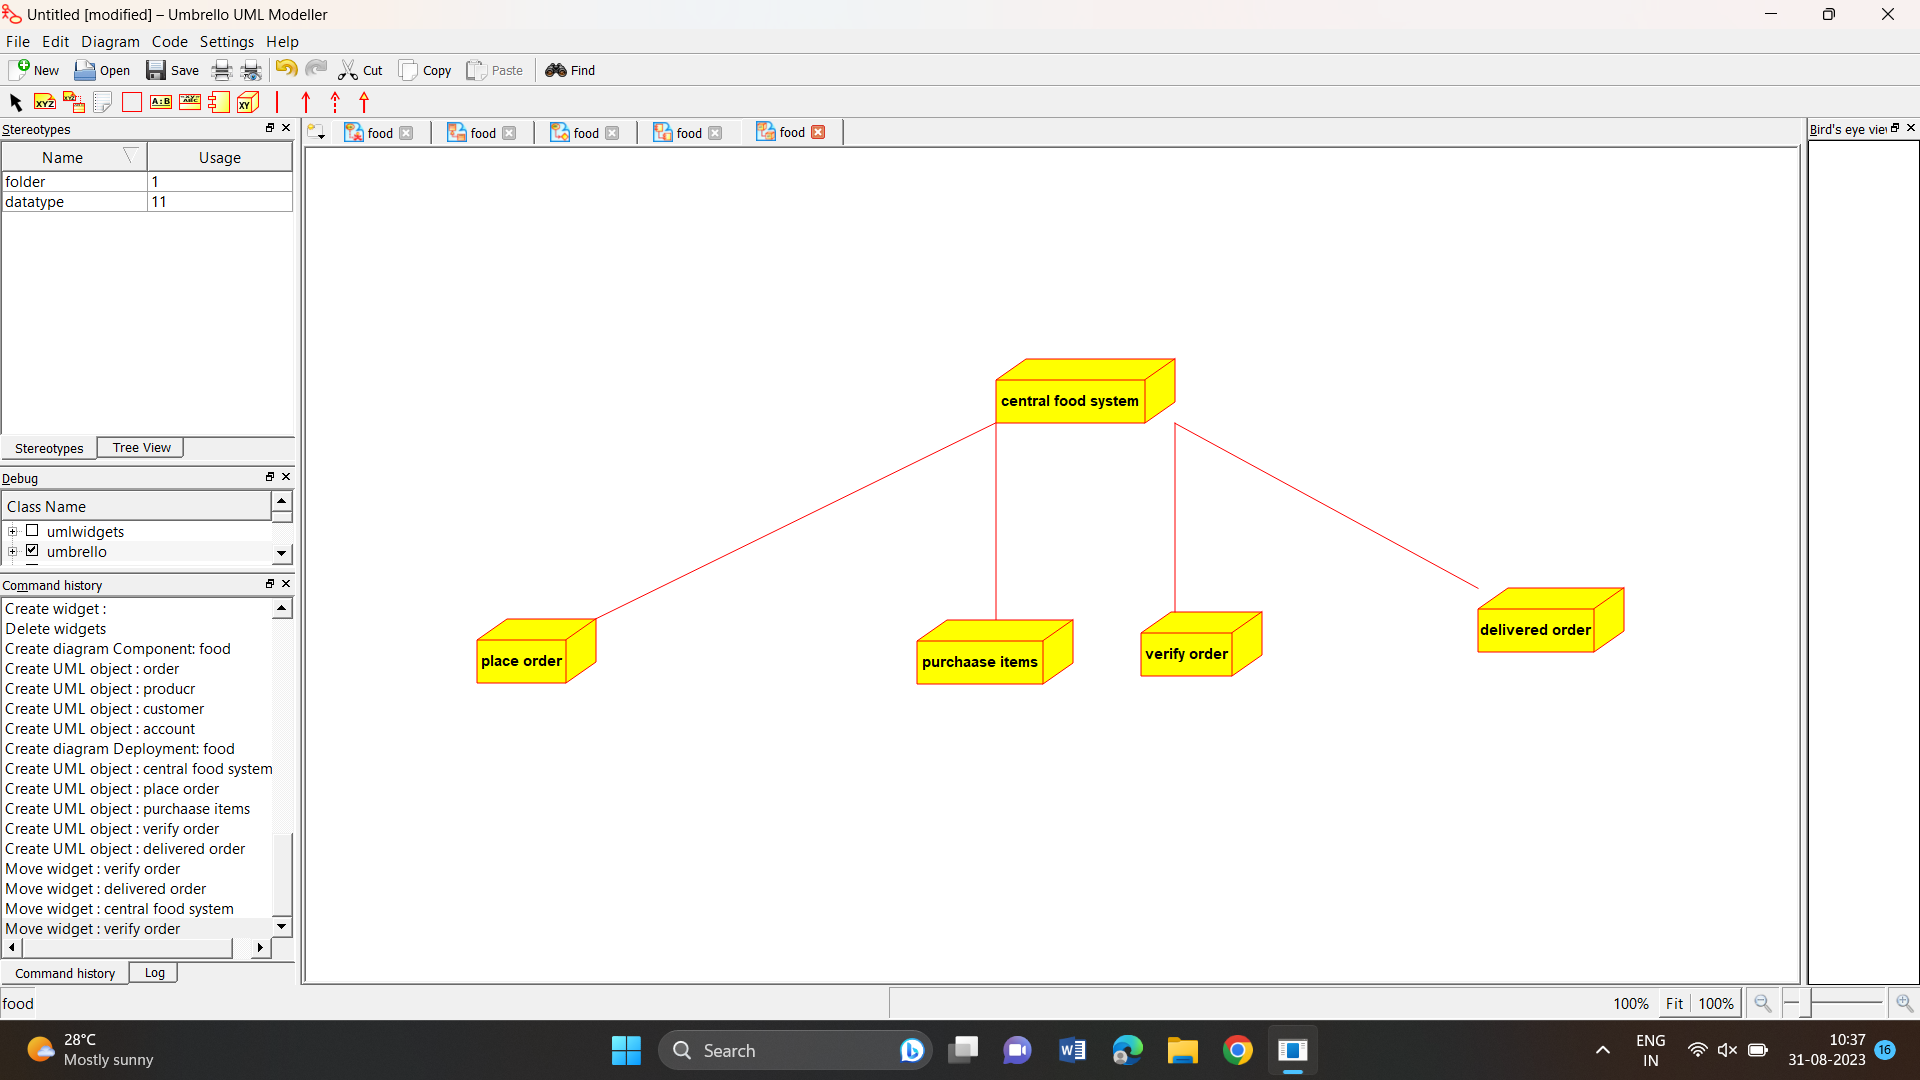 Untitled [modified] – Umbrello UML Modeller
File Edit Diagram Code Settings Help
New Open Save Cut Copy Paste Find
XYZ XYZ A:B ABC XY
Stereotypes
food food food food food
Bird's eye vie
Name Usage
folder 1
datatype 11
Stereotypes Tree View
Debug
Class Name
umlwidgets
umbrello
Command history
Create widget :
Delete widgets
Create diagram Component: food
Create UML object : order
Create UML object : producr
Create UML object : customer
Create UML object : account
Create diagram Deployment: food
Create UML object : central food system
Create UML object : place order
Create UML object : purchaase items
Create UML object : verify order
Create UML object : delivered order
Move widget : verify order
Move widget : delivered order
Move widget : central food system
Move widget : verify order
Command history Log
central food system
place order
purchaase items
verify order
delivered order
food
100% Fit 100%
28°C
Mostly sunny
Search
ENG
IN
10:37
31-08-2023
16